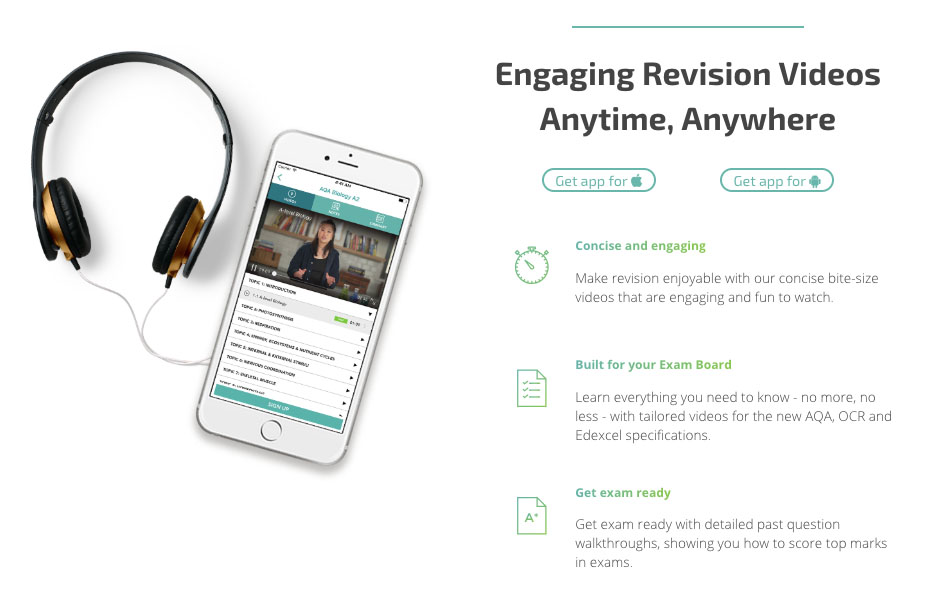 Engaging Revision Videos
Anytime, Anywhere
Get app for
Get app for
Concise and engaging
Make revision enjoyable with our concise bite-size
videos that are engaging and fun to watch.
Built for your Exam Board
Learn everything you need to know - no more, no
less - with tailored videos for the new AQA, OCR and
Edexcel specifications.
Get exam ready
A*
Get exam ready with detailed past question
walkthroughs, showing you how to score top marks
in exams.
Carrier
8:45 AM
AQA Biology A2
VIDEOS
NOTES
A-level Biology
TOPIC 1: INTRODUCTION
1.1 A-level Biology
TOPIC 2: PHOTOSYNTHESIS
TOPIC 3: RESPIRATION
TOPIC 4: ENERGY, ECOSYSTEMS & NUTRIENT CYCLES
TOPIC 5: INTERNAL & EXTERNAL STIMULI
TOPIC 6: NERVOUS COORDINATION
TOPIC 7: SKELETAL MUSCLE
SIGN UP